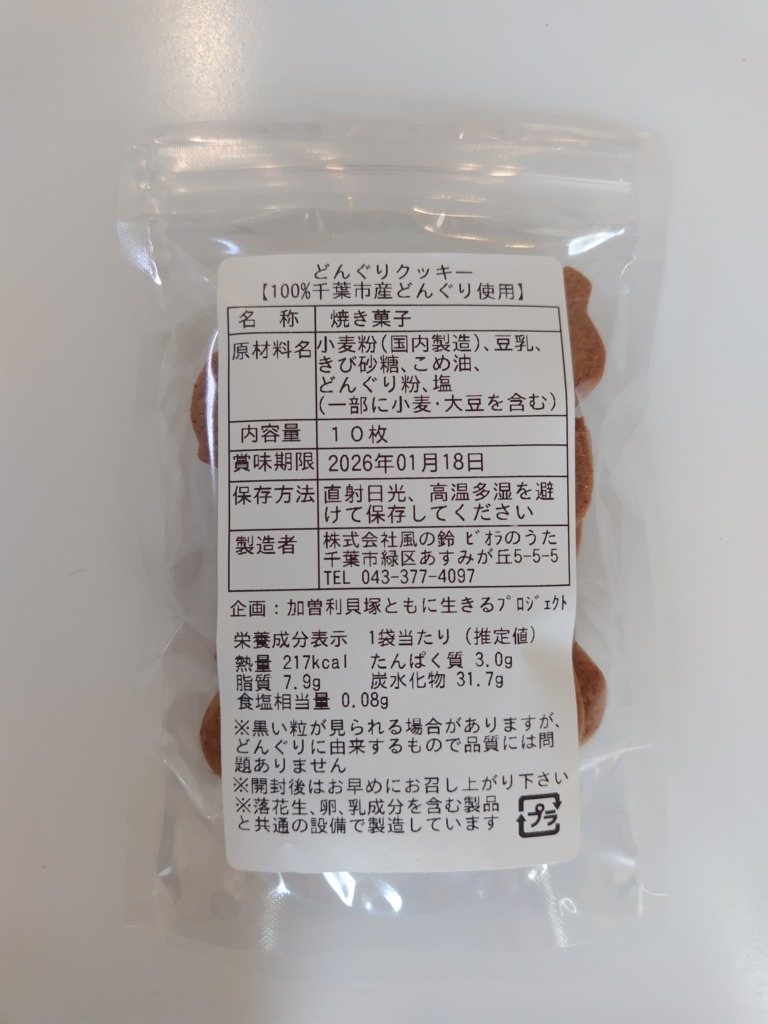 どんぐりクッキー
【100%千葉市産どんぐり使用】
名 称 焼き菓子
原材料名 小麦粉(国内製造)、豆乳、
きび砂糖、こめ油、
どんぐり粉、塩
(一部に小麦・大豆を含む)
内容量 10枚
賞味期限 2026年01月18日
保存方法 直射日光、高温多湿を避
けて保存してください
製造者 株式会社風の鈴 ビオラのうた
千葉市緑区あすみが丘5-5-5
TEL 043-377-4097
企画:加曽利貝塚ともに生きるプロジェクト
栄養成分表示 1袋当たり(推定値)
熱量 217kcal たんぱく質 3.0g
脂質 7.9g 炭水化物 31.7g
食塩相当量 0.08g
※黒い粒が見られる場合がありますが、
どんぐりに由来するもので品質には問
題ありません
※開封後はお早めにお召し上がり下さい
※落花生、卵、乳成分を含む製品
と共通の設備で製造しています
プラ